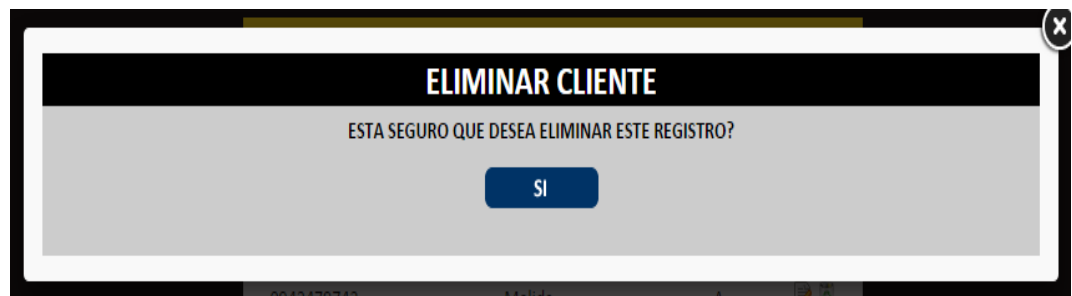 ELIMINAR CLIENTE
ESTA SEGURO QUE DESEA ELIMINAR ESTE REGISTRO?
SI